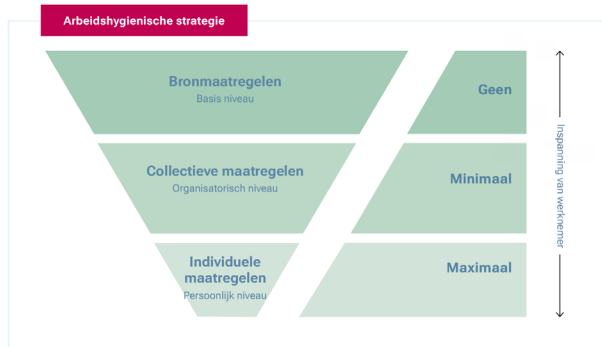 Arbeidshygienische strategie
Bronmaatregelen
Basis niveau
Geen
Collectieve maatregelen
Organisatorisch niveau
Minimaal
Individuele
maatregelen
Persoonlijk niveau
Maximaal
Inspanning van werknemer